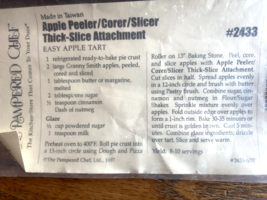 THE PAMPERED CHEF
The Kitchen Store That Comes To Your Door
Made in Taiwan
Apple Peeler/Corer/Slicer
Thick-Slice Attachment
#2433
EASY APPLE TART
1 refrigerated ready-to-bake pie crust
2 large Granny Smith apples, peeled,
cored and sliced
1 tablespoon butter or margarine,
melted
2 tablespoons sugar
½ teaspoon cinnamon
Dash of nutmeg
Glaze
¼ cup powdered sugar
teaspoon milk
Preheat oven to 400°F. Roll pie crust into
a 13-inch circle using Dough and Pizza
©The Pampered Chef, Ltd.
Roller on 13" Baking Stone. Peel, core,
and slice apples with Apple Peeler/
Corer/Slicer Thick-Slice Attachment.
Cut slices in half. Spread apples evenly
in a 12-inch circle and brush with butter
using Pastry Brush. Combine sugar, cin-
namon and nutmeg in Flour/Sugar
Shaker. Sprinkle mixture evenly over
apples. Fold outside edge over apples to
form a 1-inch rim. Bake 30-35 minutes or
until crust is golden brown. Cool 5 min-
utes. Combine glaze ingredients; drizzle
over tart. Slice and serve warm.
Yield: 8-10 servings